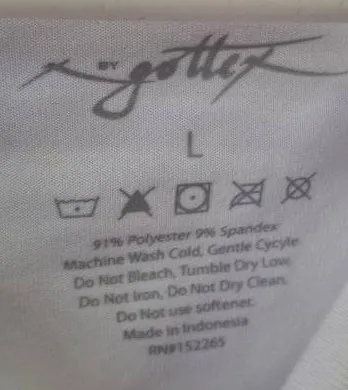 X BY gottex
L
91% Polyester 9% Spandex
Machine Wash Cold, Gentle Cycyle
Do Not Bleach, Tumble Dry Low,
Do Not Iron, Do Not Dry Clean.
Do Not use softener.
Made in Indonesia
RN#152265